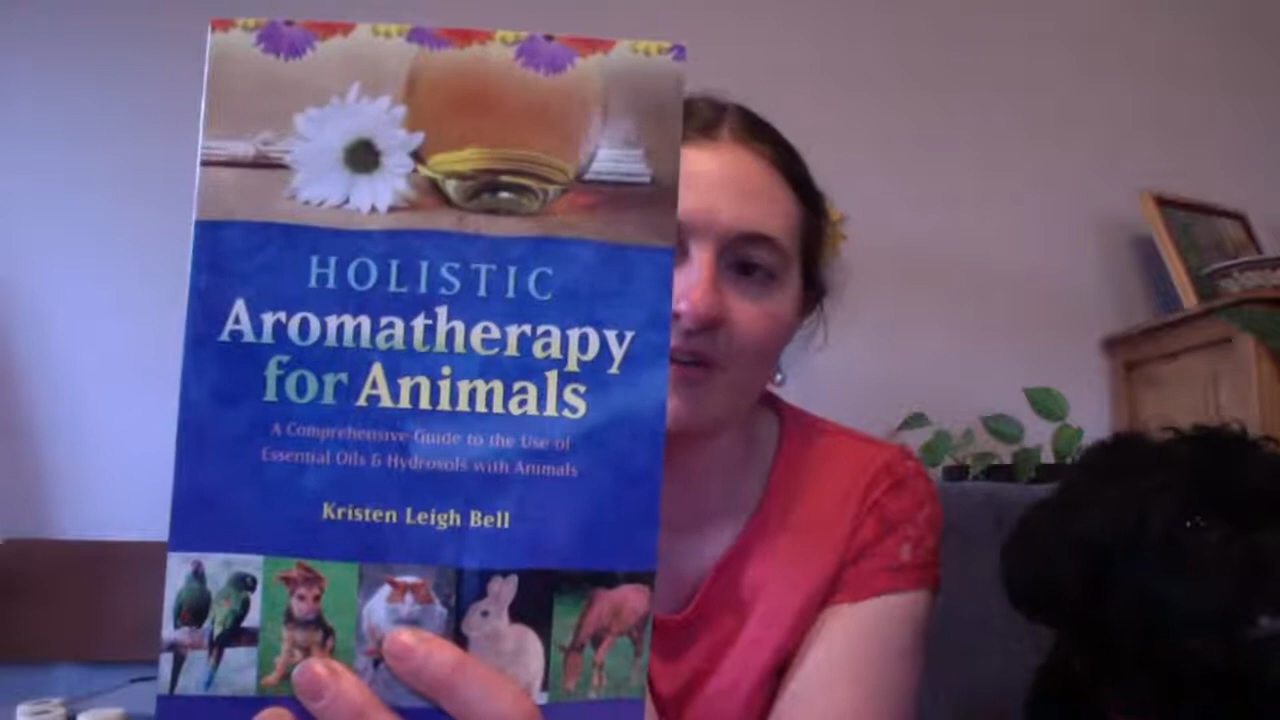 HOLISTIC
Aromatherapy
for Animals
A Comprehensive Guide to the Use of
Essential Oils & Hydrosols with Animals
Kristen Leigh Bell